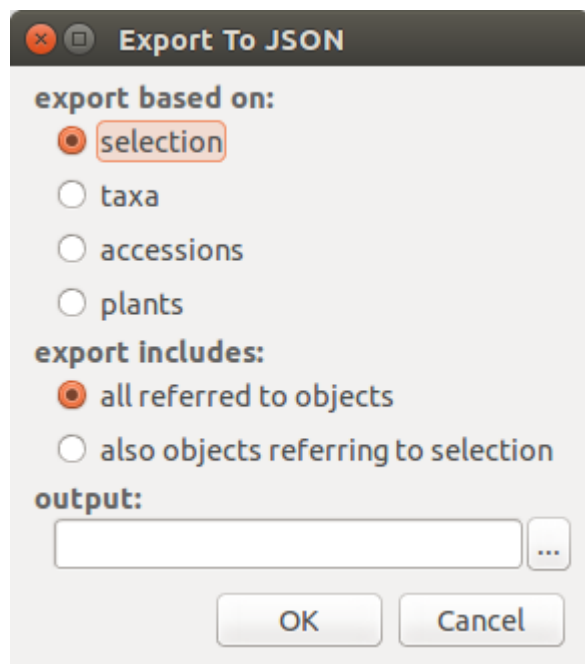 Export To JSON
export based on:
selection
taxa
accessions
plants
export includes:
all referred to objects
also objects referring to selection
output:
...
OK Cancel